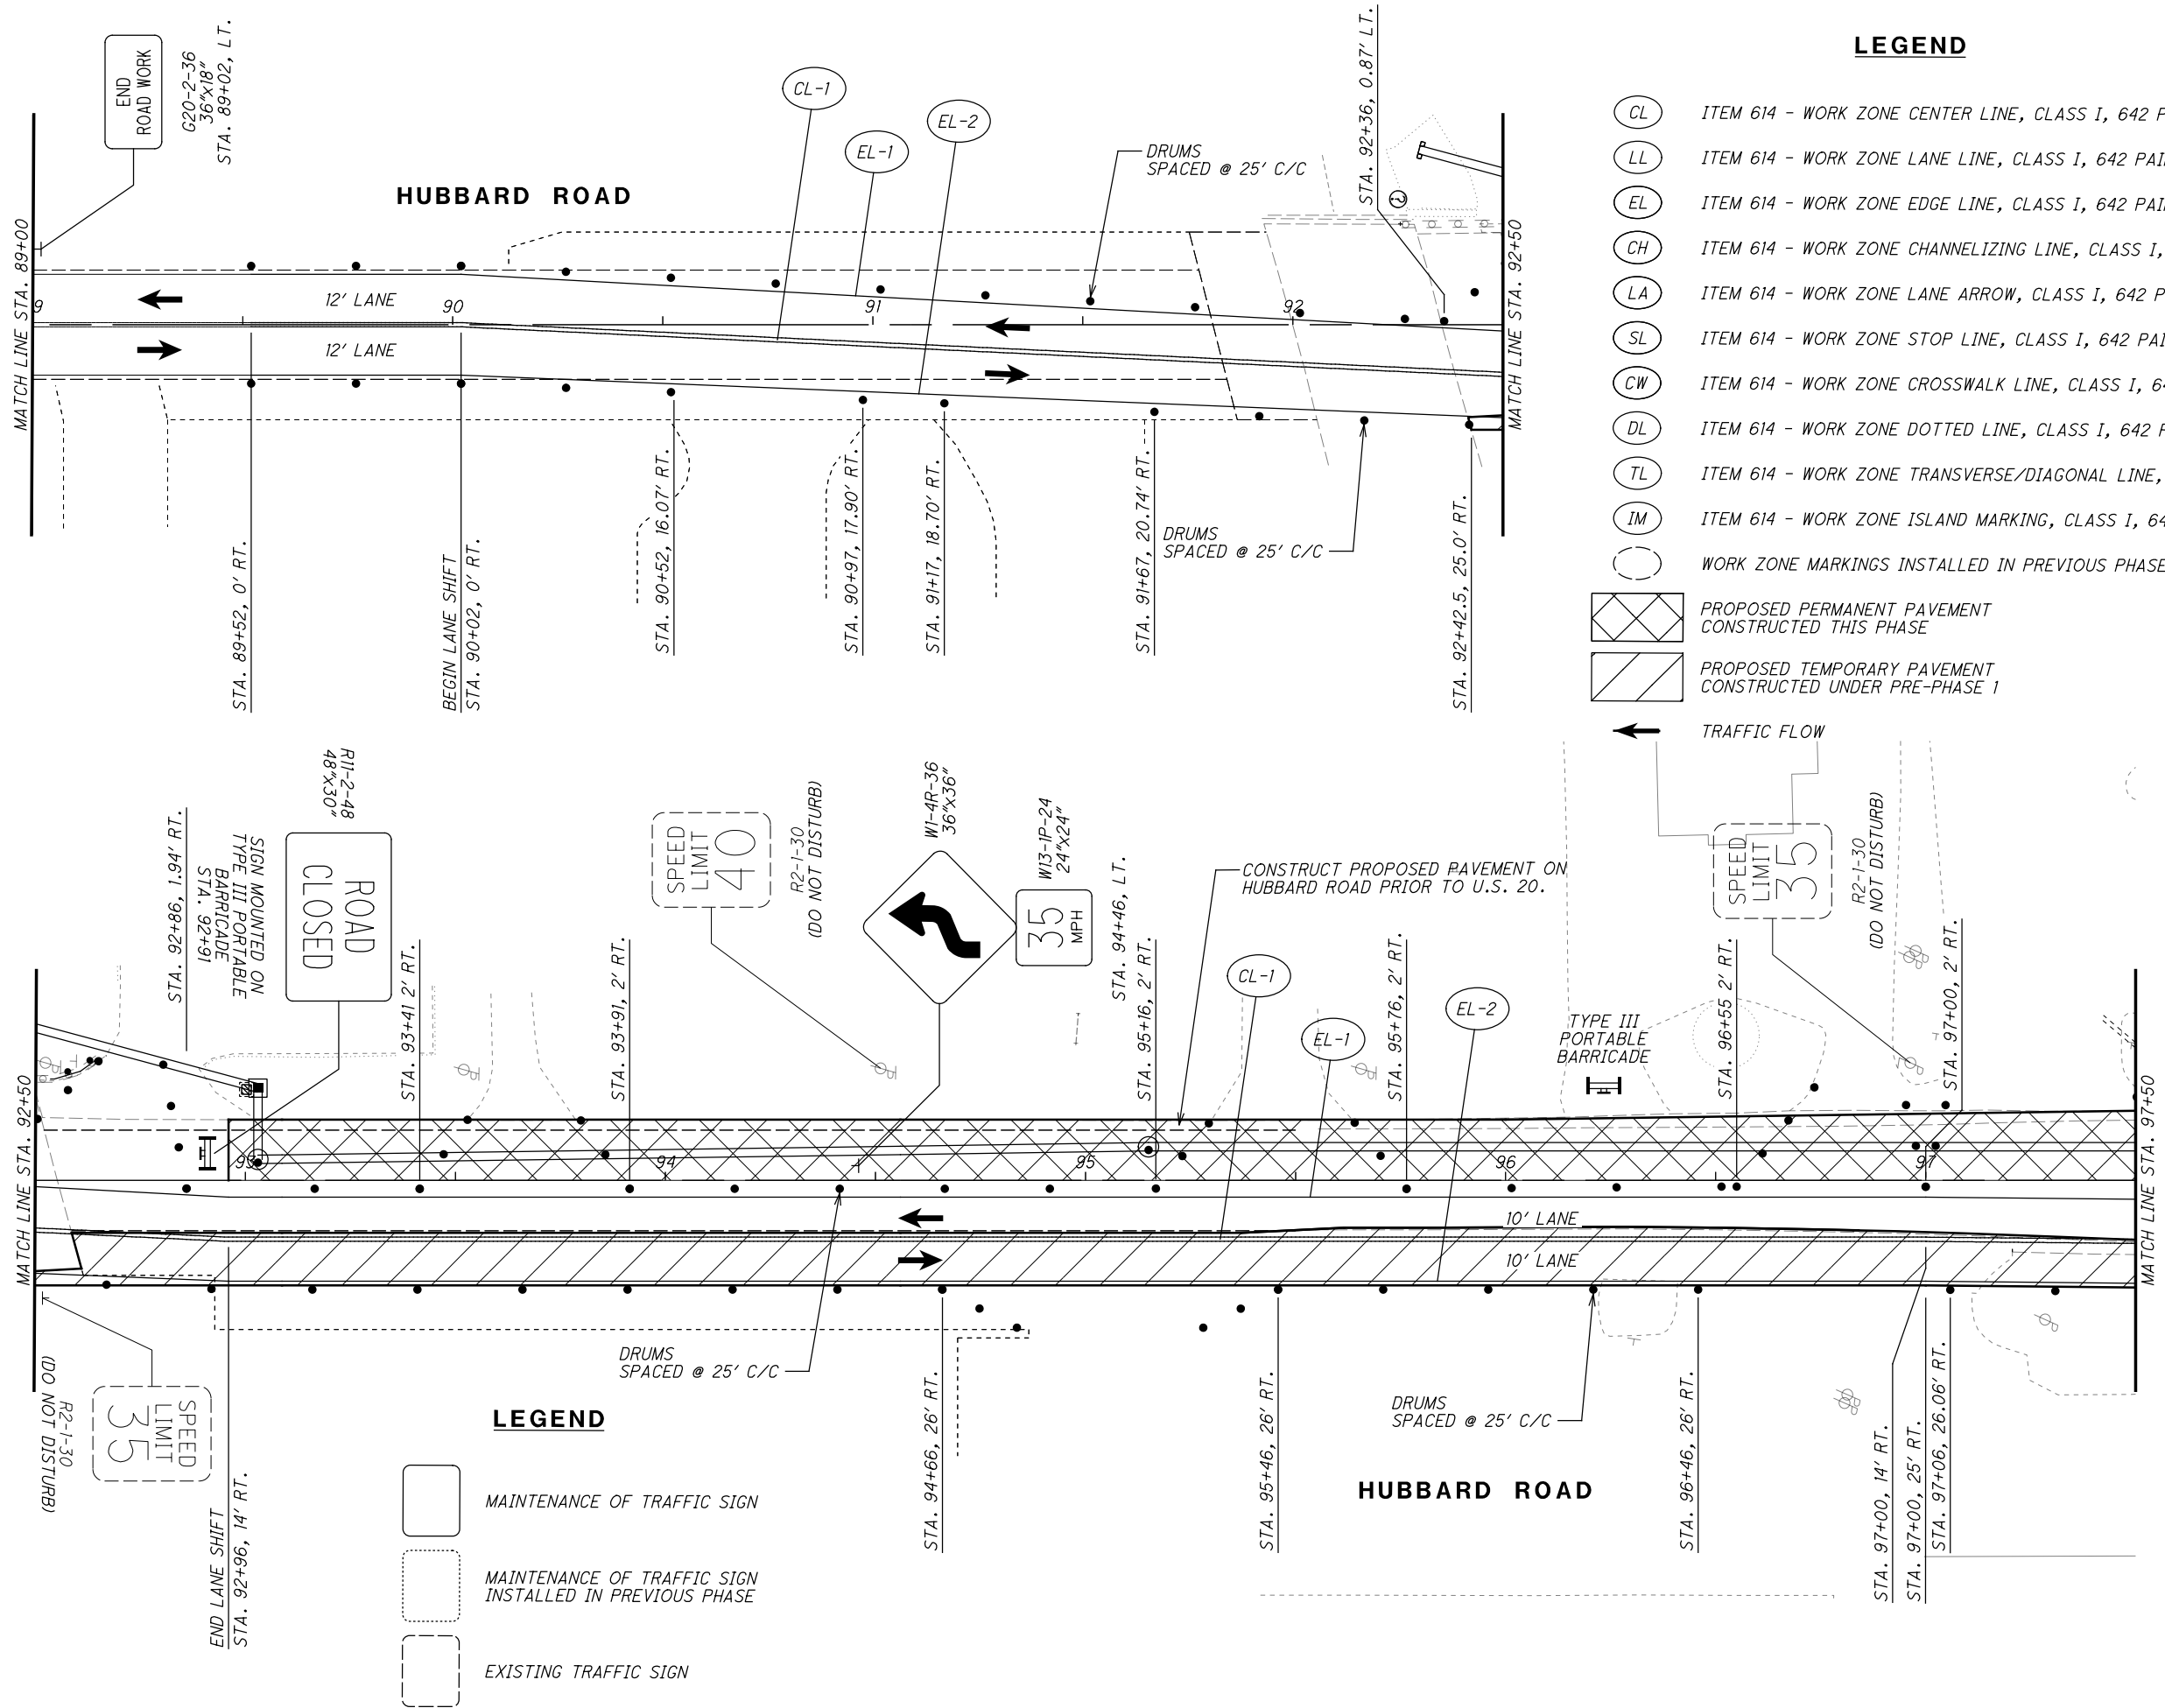 END
ROAD WORK
G20-2-36
36"x18"
STA. 89+02, LT.
MATCH LINE STA. 89+00
HUBBARD ROAD
CL-1
EL-1
EL-2
DRUMS
SPACED @ 25' C/C
STA. 92+36, 0.87' LT.
MATCH LINE STA. 92+50
9
12' LANE
90
91
92
12' LANE
STA. 89+52, 0' RT.
BEGIN LANE SHIFT
STA. 90+02, 0' RT.
STA. 90+52, 16.07' RT.
STA. 90+97, 17.90' RT.
STA. 91+17, 18.70' RT.
STA. 91+67, 20.74' RT.
DRUMS
SPACED @ 25' C/C
STA. 92+42.5, 25.0' RT.
LEGEND
CL ITEM 614 - WORK ZONE CENTER LINE, CLASS I, 642 P
LL ITEM 614 - WORK ZONE LANE LINE, CLASS I, 642 PAI
EL ITEM 614 - WORK ZONE EDGE LINE, CLASS I, 642 PAI
CH ITEM 614 - WORK ZONE CHANNELIZING LINE, CLASS I,
LA ITEM 614 - WORK ZONE LANE ARROW, CLASS I, 642 P
SL ITEM 614 - WORK ZONE STOP LINE, CLASS I, 642 PAI
CW ITEM 614 - WORK ZONE CROSSWALK LINE, CLASS I, 64
DL ITEM 614 - WORK ZONE DOTTED LINE, CLASS I, 642 P
TL ITEM 614 - WORK ZONE TRANSVERSE/DIAGONAL LINE,
IM ITEM 614 - WORK ZONE ISLAND MARKING, CLASS I, 64
WORK ZONE MARKINGS INSTALLED IN PREVIOUS PHASE
PROPOSED PERMANENT PAVEMENT
CONSTRUCTED THIS PHASE
PROPOSED TEMPORARY PAVEMENT
CONSTRUCTED UNDER PRE-PHASE 1
TRAFFIC FLOW
MATCH LINE STA. 92+50
STA. 92+86, 1.94' RT.
SIGN MOUNTED ON
TYPE III PORTABLE
BARRICADE
STA. 92+91
R11-2-48
48"x30"
ROAD
CLOSED
STA. 93+41 2' RT.
STA. 93+91, 2' RT.
SPEED
LIMIT
40
R2-1-30
(DO NOT DISTURB)
W1-4R-36
36"x36"
W13-1P-24
24"x24"
35
MPH
STA. 94+46, LT.
STA. 95+16, 2' RT.
CONSTRUCT PROPOSED PAVEMENT ON
HUBBARD ROAD PRIOR TO U.S. 20.
CL-1
EL-1
EL-2
STA. 95+76, 2' RT.
TYPE III
PORTABLE
BARRICADE
STA. 96+55 2' RT.
SPEED
LIMIT
35
R2-1-30
(DO NOT DISTURB)
STA. 97+00, 2' RT.
MATCH LINE STA. 97+50
93
94
95
96
97
10' LANE
10' LANE
R2-1-30
(DO NOT DISTURB)
SPEED
LIMIT
35
END LANE SHIFT
STA. 92+96, 14' RT.
DRUMS
SPACED @ 25' C/C
STA. 94+66, 26' RT.
STA. 95+46, 26' RT.
DRUMS
SPACED @ 25' C/C
STA. 96+46, 26' RT.
STA. 97+00, 14' RT.
STA. 97+00, 25' RT.
STA. 97+06, 26.06' RT.
HUBBARD ROAD
LEGEND
MAINTENANCE OF TRAFFIC SIGN
MAINTENANCE OF TRAFFIC SIGN
INSTALLED IN PREVIOUS PHASE
EXISTING TRAFFIC SIGN